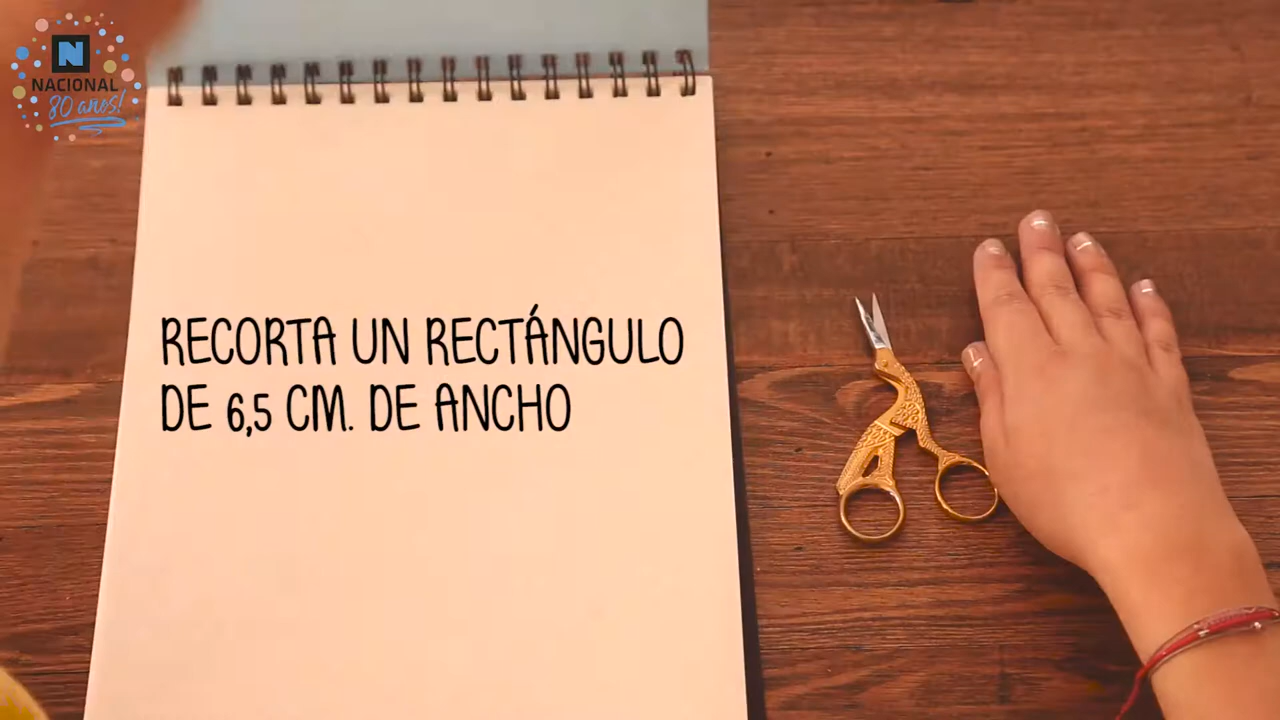 N
NACIONAL
80 años!
RECORTA UN RECTÁNGULO
DE 6,5 CM. DE ANCHO